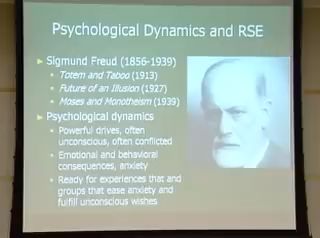 Psychological Dynamics and RSE
► Sigmund Freud (1856-1939)
• Totem and Taboo (1913)
• Future of an Illusion (1927)
• Moses and Monotheism (1939)
► Psychological dynamics
• Powerful drives, often
unconscious, often conflicted
• Emotional and behavioral
consequences, anxiety
• Ready for experiences that and
groups that ease anxiety and
fulfill unconscious wishes